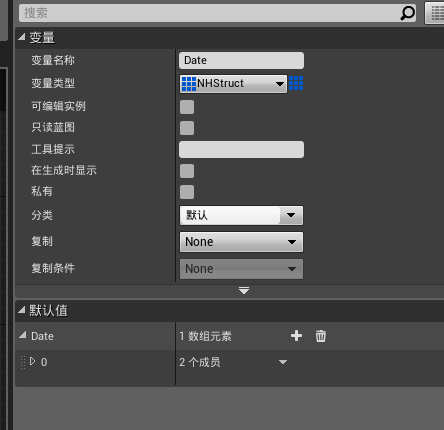 搜索
变量
变量名称 Date
变量类型 NHStruct
可编辑实例
只读蓝图
工具提示
在生成时显示
私有
分类 默认
复制 None
复制条件 None
默认值
Date 1 数组元素
0 2 个成员